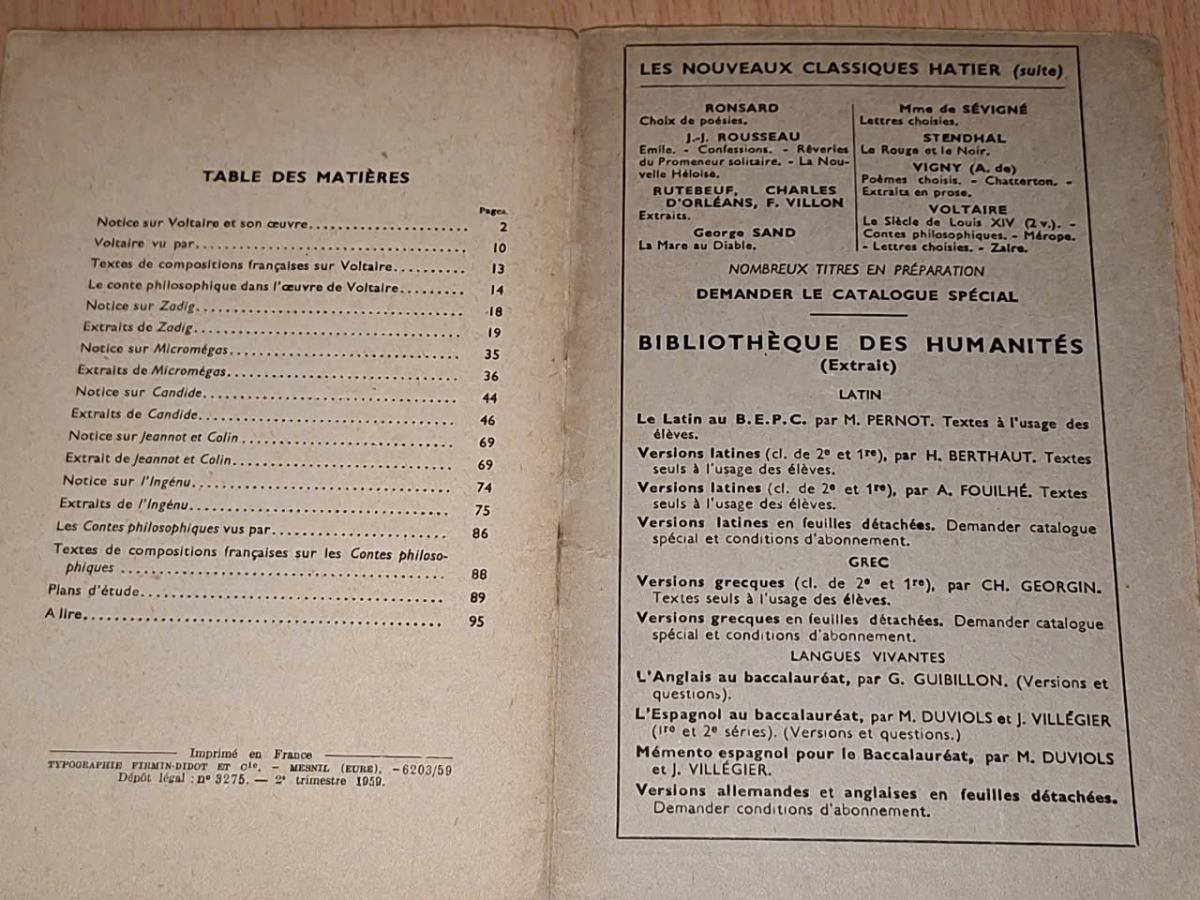 TABLE DES MATIÈRES
Pages.
Notice sur Voltaire et son œuvre........................ 2
Voltaire vu par........................................ 10
Textes de compositions françaises sur Voltaire.......... 13
Le conte philosophique dans l'œuvre de Voltaire......... 14
Notice sur Zadig....................................... 18
Extraits de Zadig...................................... 19
Notice sur Micromégas.................................. 35
Extraits de Micromégas................................. 36
Notice sur Candide..................................... 44
Extraits de Candide.................................... 46
Notice sur Jeannot et Colin............................ 69
Extrait de Jeannot et Colin............................ 69
Notice sur l'Ingénu.................................... 74
Extraits de l'Ingénu................................... 75
Les Contes philosophiques vus par...................... 86
Textes de compositions françaises sur les Contes philoso-
phiques ............................................... 88
Plans d'étude.......................................... 89
A lire................................................. 95
Imprimé en France
TYPOGRAPHIE FIRMIN-DIDOT ET Cie. - MESNIL (EURE). -6203/59
Dépôt légal : nº 3275. — 2e trimestre 1959.
LES NOUVEAUX CLASSIQUES HATIER (suite)
RONSARD
Choix de poésies.
J.-J. ROUSSEAU
Emile. - Confessions. - Rêveries
du Promeneur solitaire. - La Nou-
velle Héloïse.
RUTEBEUF, CHARLES
D'ORLÉANS, F. VILLON
Extraits.
George SAND
La Mare au Diable.
Mme de SÉVIGNÉ
Lettres choisies.
STENDHAL
Le Rouge et le Noir.
VIGNY (A. de)
Poèmes choisis. - Chatterton. -
Extraits en prose.
VOLTAIRE
Le Siècle de Louis XIV (2 v.). -
Contes philosophiques. - Mérope.
- Lettres choisies. - Zaïre.
NOMBREUX TITRES EN PRÉPARATION
DEMANDER LE CATALOGUE SPÉCIAL
BIBLIOTHÈQUE DES HUMANITÉS
(Extrait)
LATIN
Le Latin au B.E.P.C. par M. PERNOT. Textes à l'usage des
élèves.
Versions latines (cl. de 2e et 1re), par H. BERTHAUT. Textes
seuls à l'usage des élèves.
Versions latines (cl. de 2e et 1re), par A. FOUILHÉ. Textes
seuls à l'usage des élèves.
Versions latines en feuilles détachées. Demander catalogue
spécial et conditions d'abonnement.
GREC
Versions grecques (cl. de 2e et 1re), par CH. GEORGIN.
Textes seuls à l'usage des élèves.
Versions grecques en feuilles détachées. Demander catalogue
spécial et conditions d'abonnement.
LANGUES VIVANTES
L'Anglais au baccalauréat, par G. GUIBILLON. (Versions et
questions).
L'Espagnol au baccalauréat, par M. DUVIOLS et J. VILLÉGIER
(1re et 2e séries). (Versions et questions.)
Mémento espagnol pour le Baccalauréat, par M. DUVIOLS
et J. VILLÉGIER.
Versions allemandes et anglaises en feuilles détachées.
Demander conditions d'abonnement.